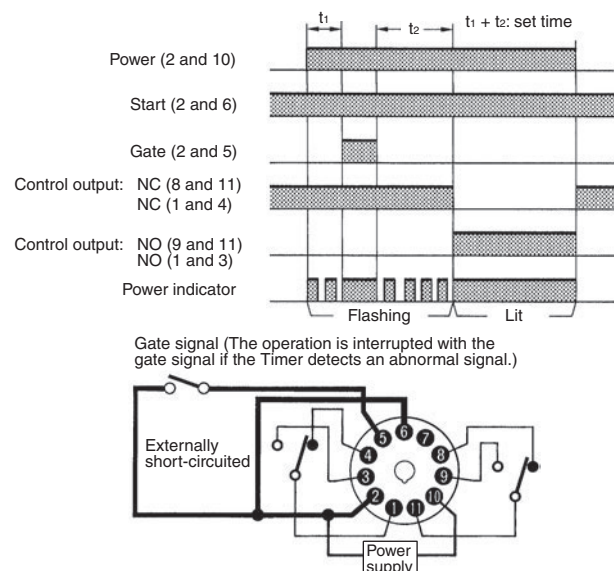 t₁ t₂ t₁ + t₂: set time
Power (2 and 10)
Start (2 and 6)
Gate (2 and 5)
Control output: NC (8 and 11)
NC (1 and 4)
Control output: NO (9 and 11)
NO (1 and 3)
Power indicator
Flashing Lit
Gate signal (The operation is interrupted with the
gate signal if the Timer detects an abnormal signal.)
Externally
short-circuited
5 6 7
4 8
3 9
2 10
1 11
Power
supply